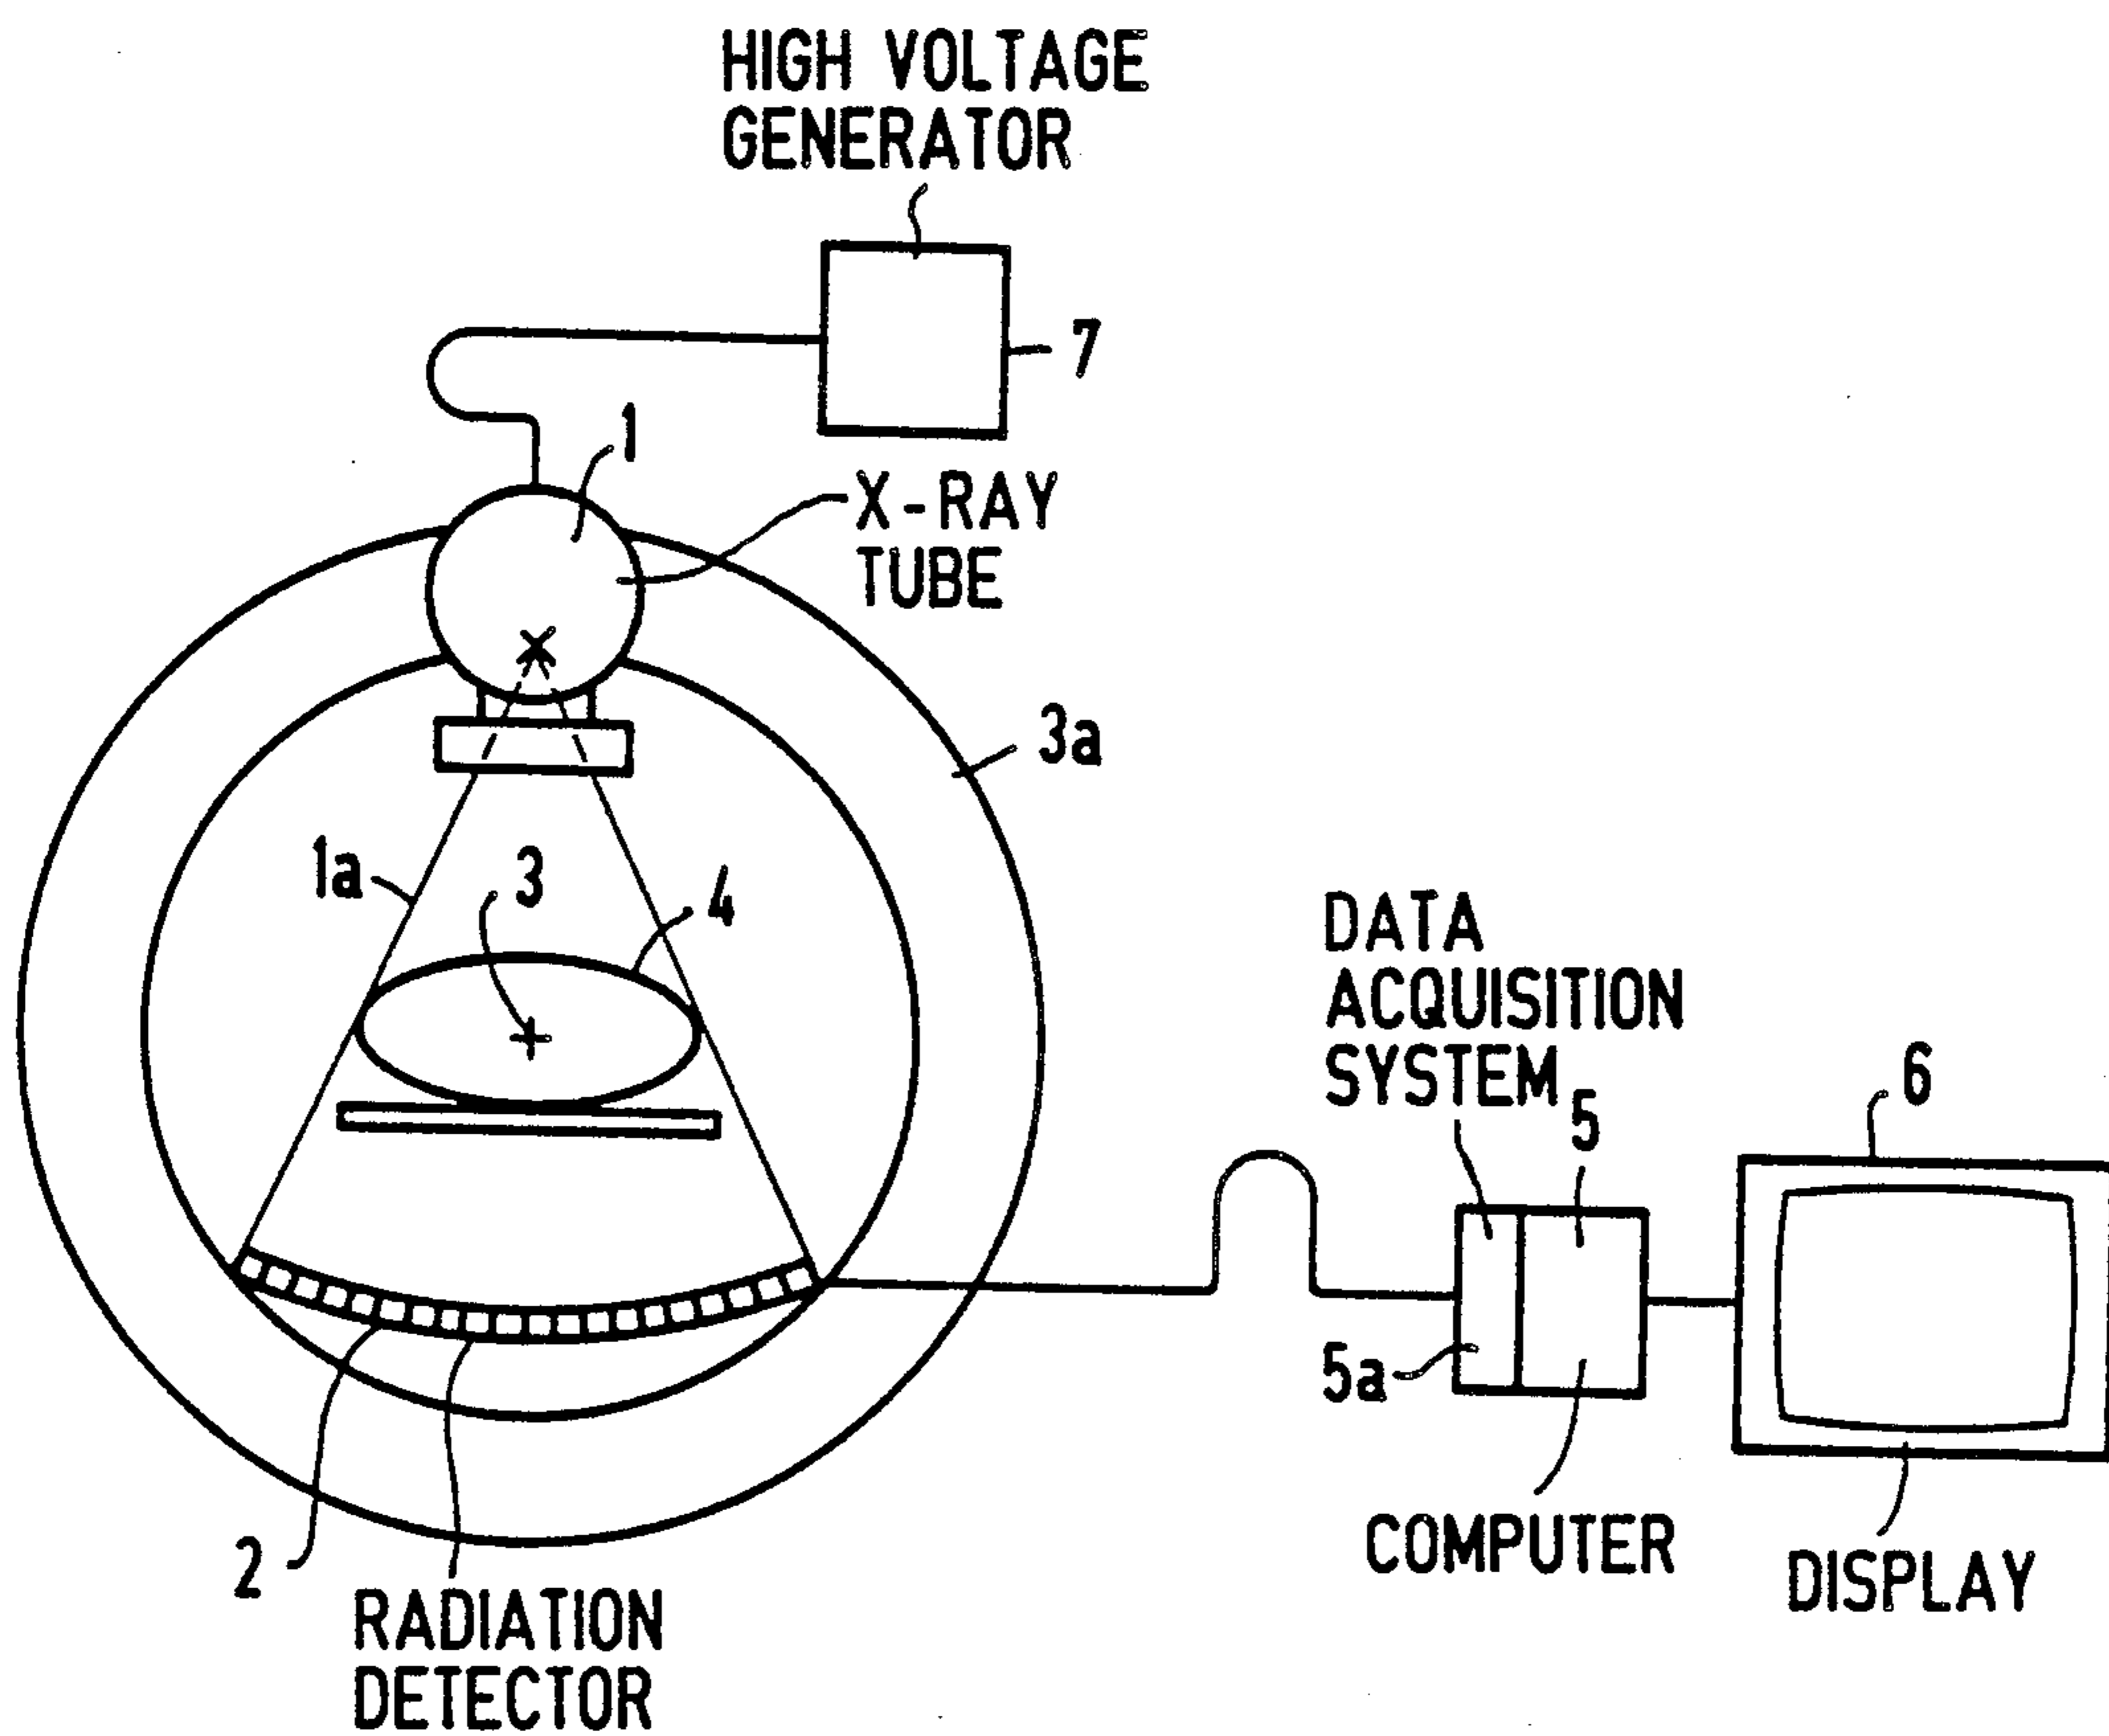 HIGH VOLTAGE
GENERATOR
7
1
X-RAY
TUBE
3a
1a
3
4
DATA
ACQUISITION
SYSTEM
5
6
5a
2
COMPUTER
DISPLAY
RADIATION
DETECTOR